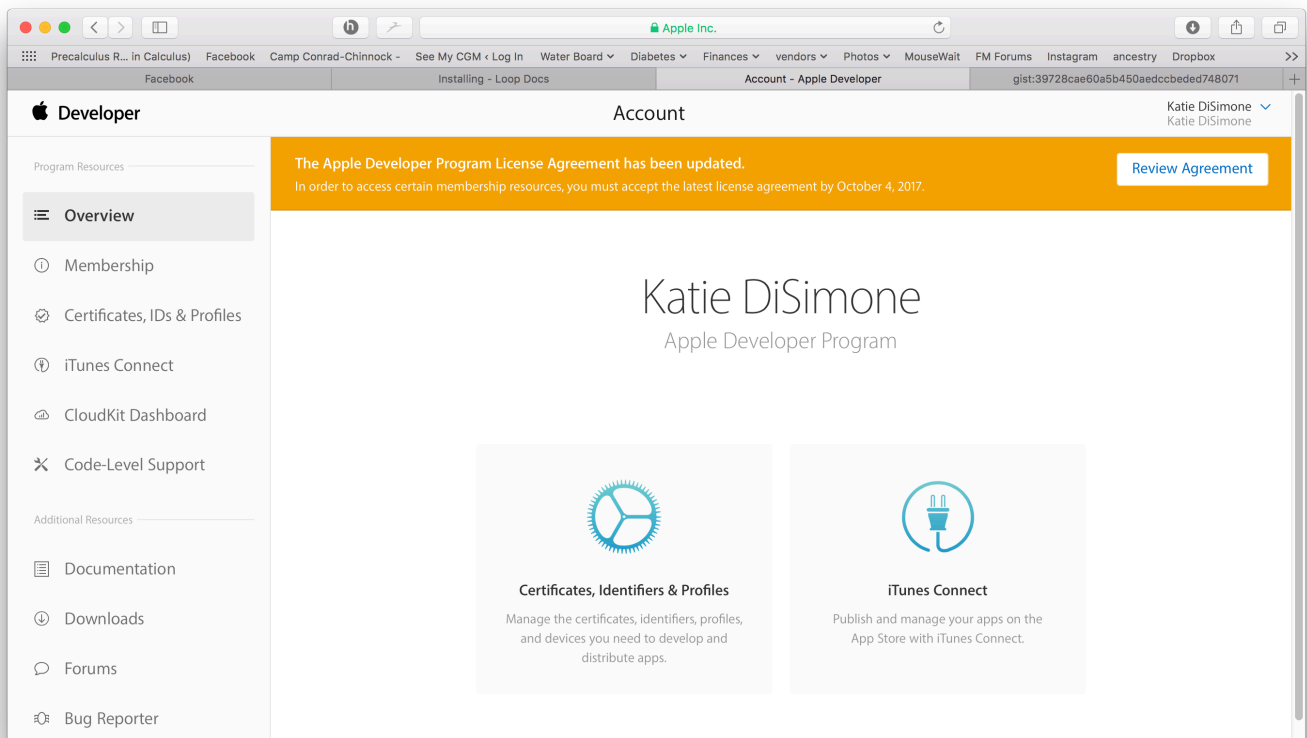 Apple Inc.
Precalculus R... in Calculus) Facebook Camp Conrad-Chinnock - See My CGM ‹ Log In Water Board Diabetes Finances vendors Photos MouseWait FM Forums Instagram ancestry Dropbox >>
Facebook Installing - Loop Docs Account - Apple Developer gist:39728cae60a5b450aedccbeded748071 +
Developer
Account
Katie DiSimone
Katie DiSimone
Program Resources
Overview
Membership
Certificates, IDs & Profiles
iTunes Connect
CloudKit Dashboard
Code-Level Support
Additional Resources
Documentation
Downloads
Forums
Bug Reporter
The Apple Developer Program License Agreement has been updated.
In order to access certain membership resources, you must accept the latest license agreement by October 4, 2017.
Review Agreement
Katie DiSimone
Apple Developer Program
Certificates, Identifiers & Profiles
Manage the certificates, identifiers, profiles,
and devices you need to develop and
distribute apps.
iTunes Connect
Publish and manage your apps on the
App Store with iTunes Connect.